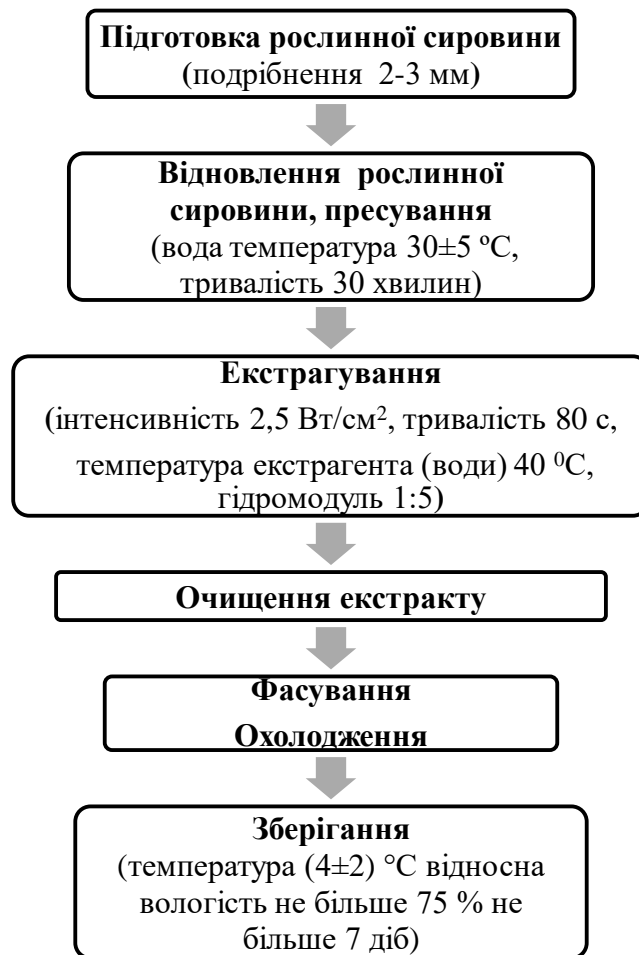 Підготовка рослинної сировини
(подрібнення 2-3 мм)
Відновлення рослинної
сировини, пресування
(вода температура 30±5 ºС,
тривалість 30 хвилин)
Екстрагування
(інтенсивність 2,5 Вт/см², тривалість 80 с,
температура екстрагента (води) 40 ⁰С,
гідромодуль 1:5)
Очищення екстракту
Фасування
Охолодження
Зберігання
(температура (4±2) °С відносна
вологість не більше 75 % не
більше 7 діб)